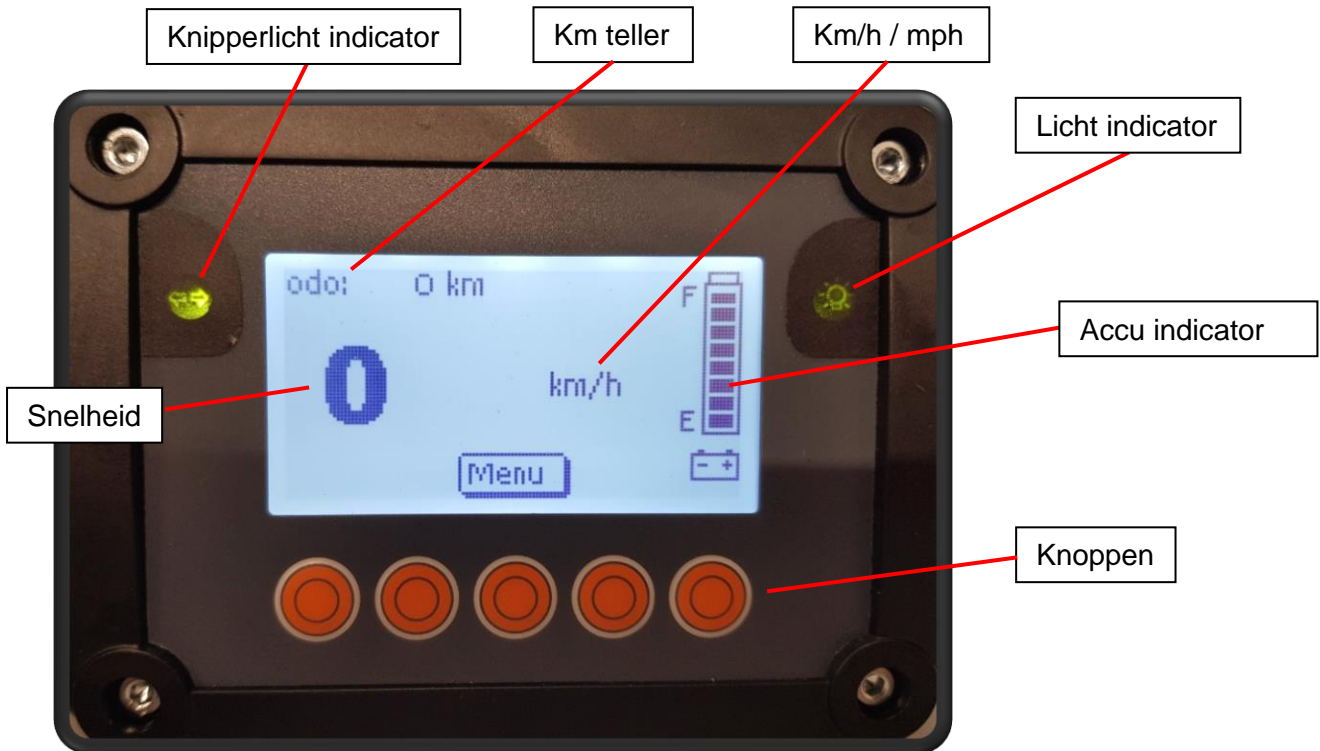 Knipperlicht indicator
Km teller
Km/h / mph
Licht indicator
odo: 0 km
F
Accu indicator
0
km/h
Snelheid
E
Menu
- +
Knoppen